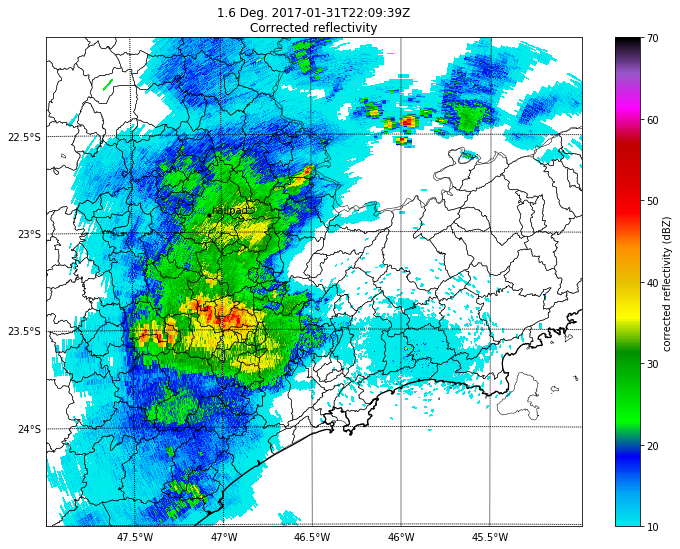 1.6 Deg. 2017-01-31T22:09:39Z
Corrected reflectivity
22.5°S
23°S
23.5°S
24°S
47.5°W
47°W
46.5°W
46°W
45.5°W
70
60
50
40
30
20
10
corrected reflectivity (dBZ)